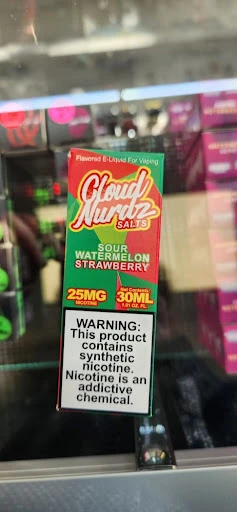 Flavored E-Liquid For Vaping
Cloud
Nurdz
SALTS
SOUR
WATERMELON
STRAWBERRY
25MG
NICOTINE
Net Contents:
30ML
1.01 OZ. FL
WARNING:
This product
contains
synthetic
nicotine.
Nicotine is an
addictive
chemical.